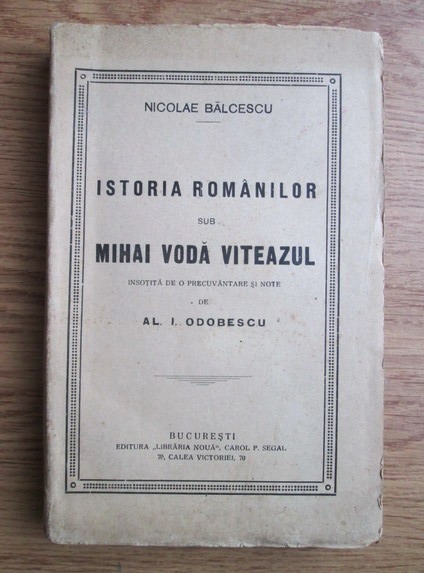 NICOLAE BĂLCESCU
ISTORIA ROMÂNILOR
SUB
MIHAI VODĂ VITEAZUL
INSOȚITĂ DE O PRECUVÂNTARE ȘI NOTE
DE
AL. I. ODOBESCU
BUCUREȘTI
EDITURA „LIBRĂRIA NOUĂ", CAROL P. SEGAL
70, CALEA VICTORIEI, 70